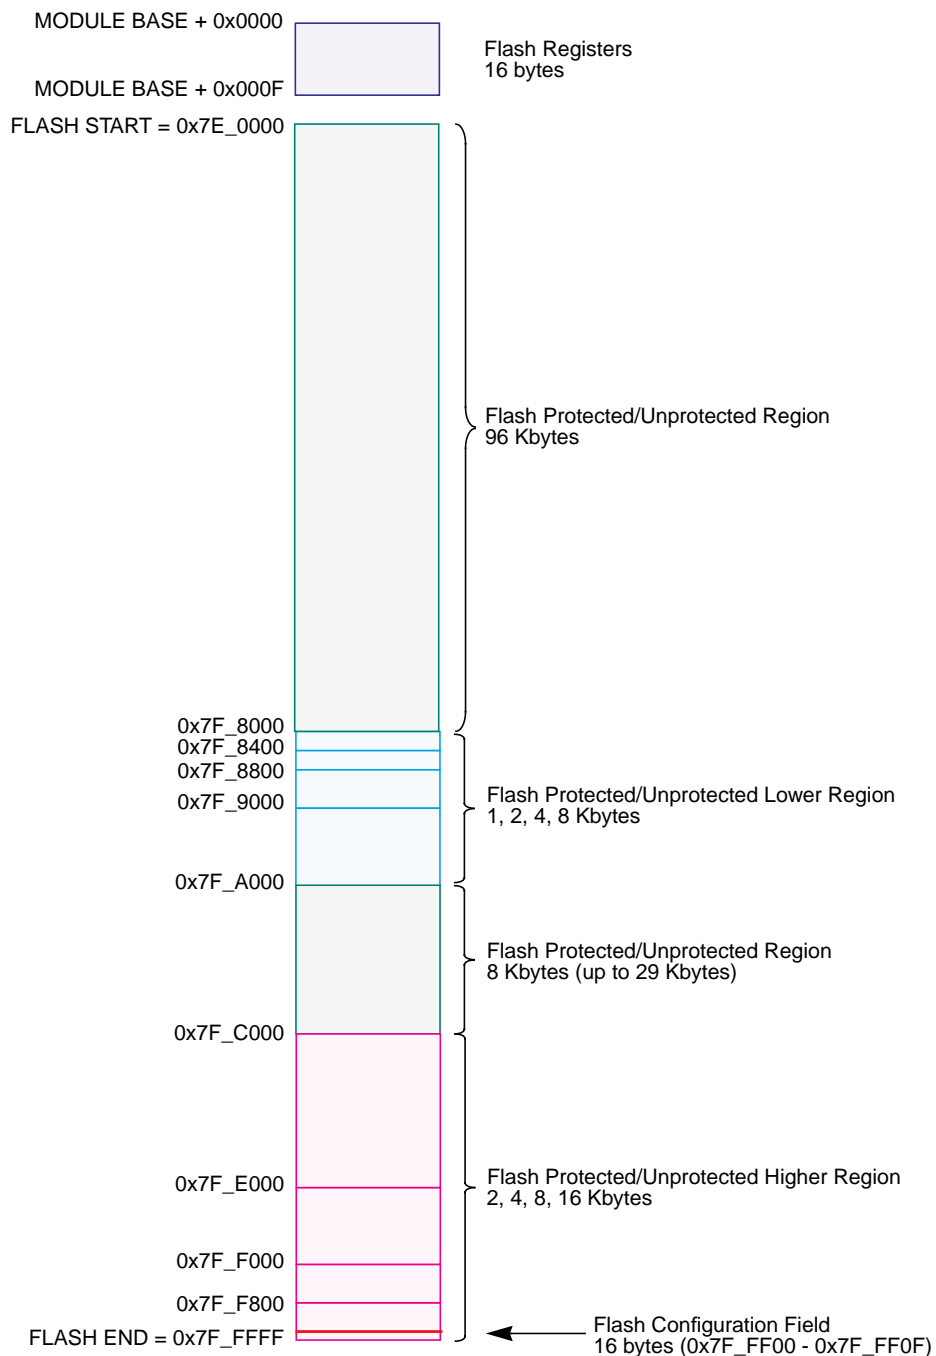 MODULE BASE + 0x0000
Flash Registers
16 bytes
MODULE BASE + 0x000F
FLASH START = 0x7E_0000
Flash Protected/Unprotected Region
96 Kbytes
0x7F_8000
0x7F_8400
0x7F_8800
0x7F_9000
Flash Protected/Unprotected Lower Region
1, 2, 4, 8 Kbytes
0x7F_A000
Flash Protected/Unprotected Region
8 Kbytes (up to 29 Kbytes)
0x7F_C000
0x7F_E000
Flash Protected/Unprotected Higher Region
2, 4, 8, 16 Kbytes
0x7F_F000
0x7F_F800
FLASH END = 0x7F_FFFF
Flash Configuration Field
16 bytes (0x7F_FF00 - 0x7F_FF0F)